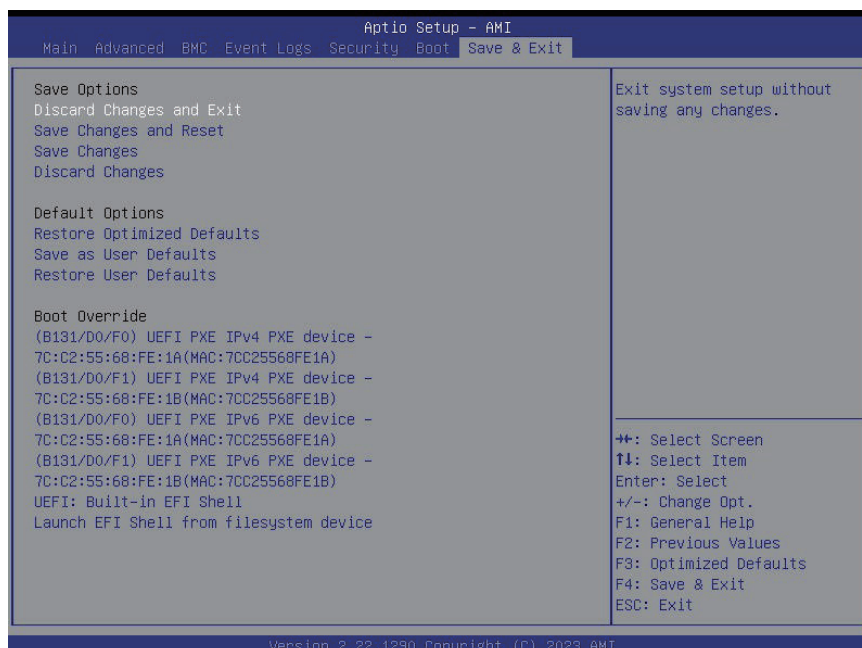 Aptio Setup – AMI
Main Advanced BMC Event Logs Security Boot Save & Exit
Save Options
Discard Changes and Exit
Save Changes and Reset
Save Changes
Discard Changes
Default Options
Restore Optimized Defaults
Save as User Defaults
Restore User Defaults
Boot Override
(B131/D0/F0) UEFI PXE IPv4 PXE device –
7C:C2:55:68:FE:1A(MAC:7CC25568FE1A)
(B131/D0/F1) UEFI PXE IPv4 PXE device –
7C:C2:55:68:FE:1B(MAC:7CC25568FE1B)
(B131/D0/F0) UEFI PXE IPv6 PXE device –
7C:C2:55:68:FE:1A(MAC:7CC25568FE1A)
(B131/D0/F1) UEFI PXE IPv6 PXE device –
7C:C2:55:68:FE:1B(MAC:7CC25568FE1B)
UEFI: Built-in EFI Shell
Launch EFI Shell from filesystem device
Exit system setup without
saving any changes.
→←: Select Screen
↑↓: Select Item
Enter: Select
+/-: Change Opt.
F1: General Help
F2: Previous Values
F3: Optimized Defaults
F4: Save & Exit
ESC: Exit
Version 2.22.1290 Copyright (C) 2023 AMI